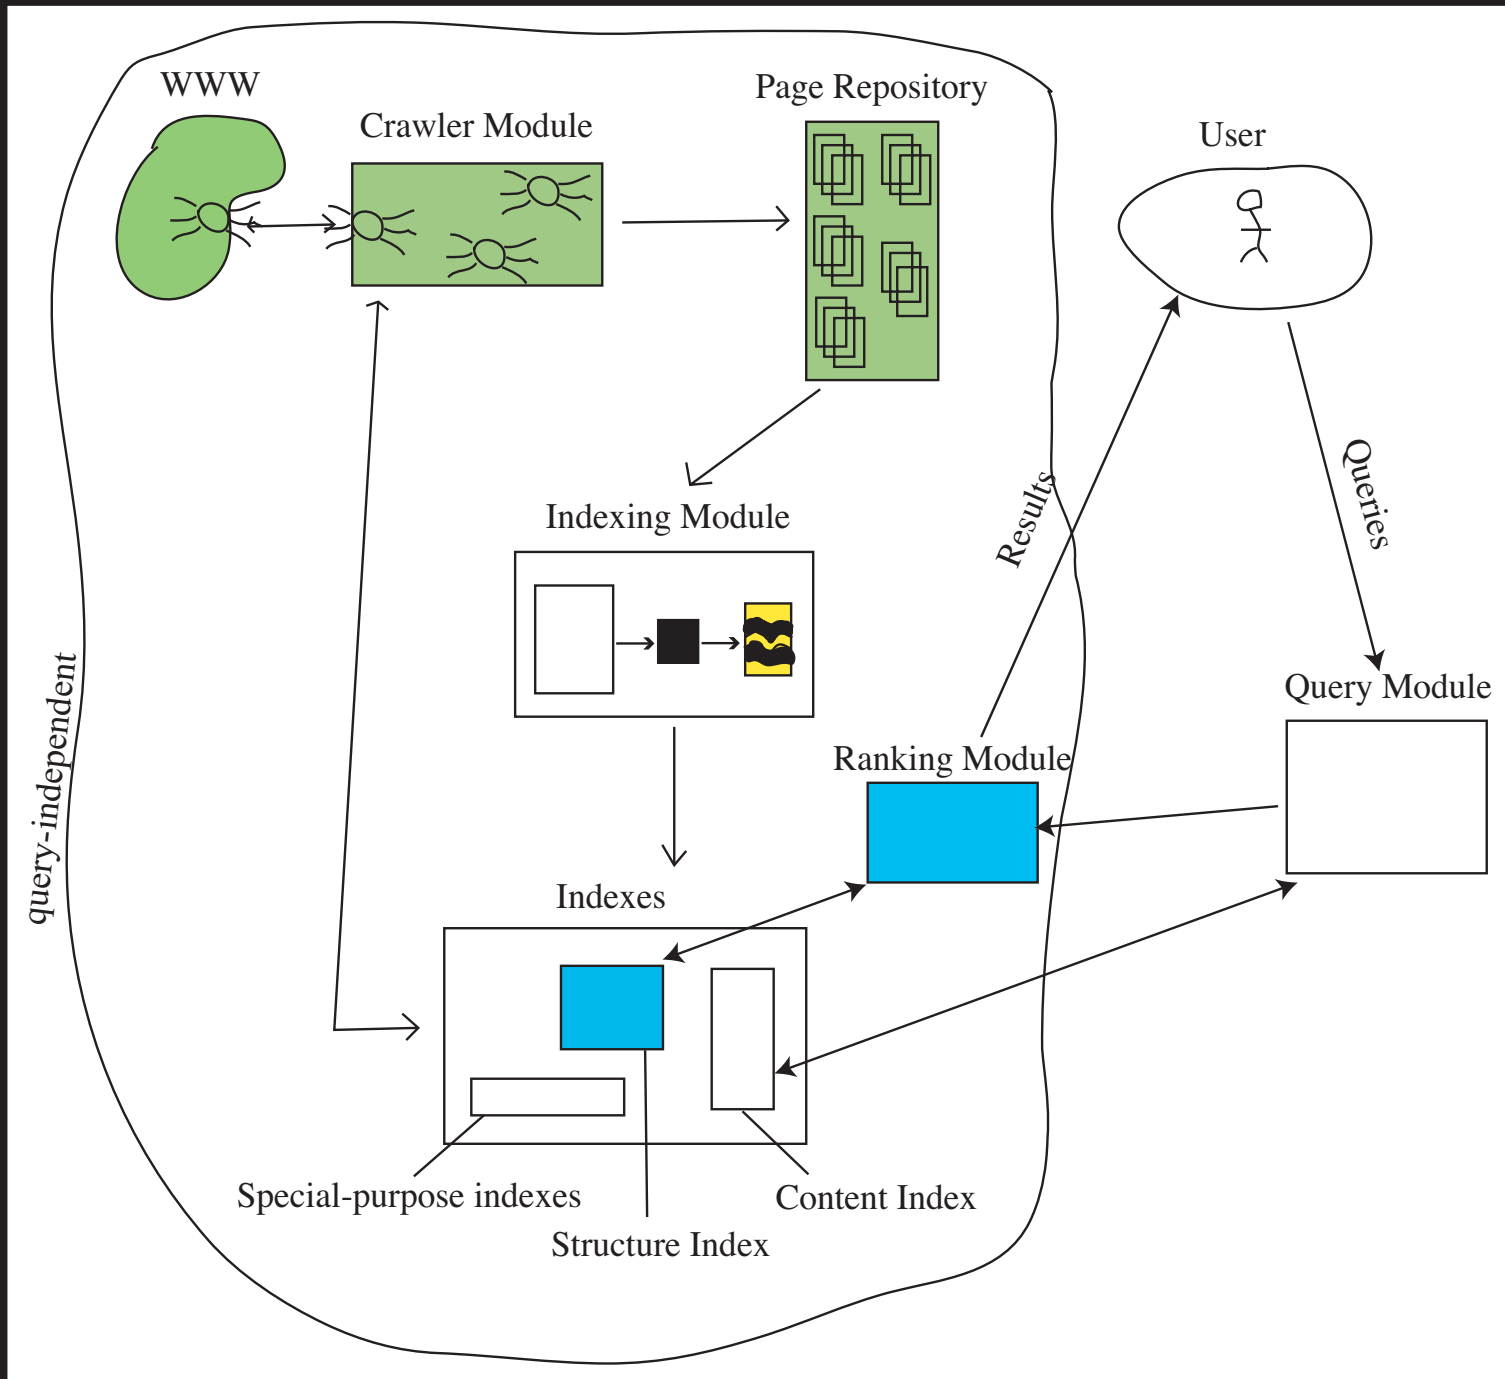 WWW
Crawler Module
Page Repository
User
Queries
Results
Indexing Module
query-independent
Query Module
Ranking Module
Indexes
Special-purpose indexes
Content Index
Structure Index